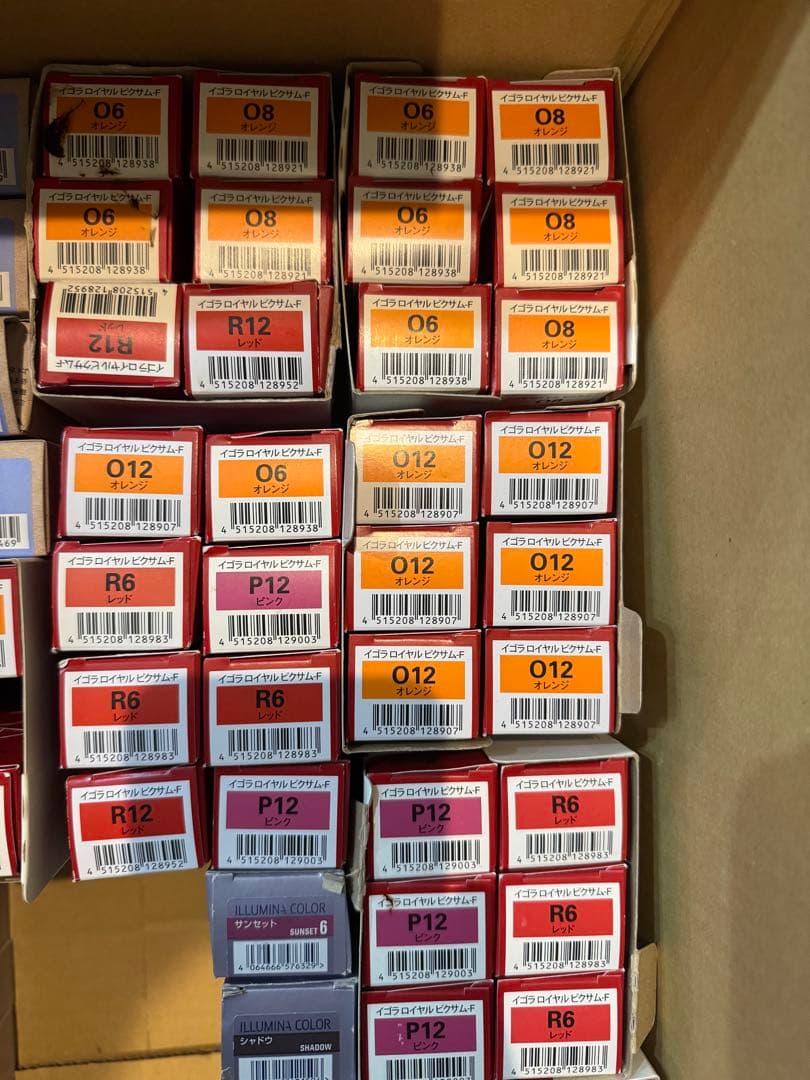 イゴラ ロイヤル ピクサム-F
O6
オレンジ
4 515208 128938
イゴラ ロイヤル ピクサム-F
O8
オレンジ
4 515208 128921
イゴラ ロイヤル ピクサム-F
O6
オレンジ
4 515208 128938
イゴラ ロイヤル ピクサム-F
O8
オレンジ
4 515208 128921
イゴラ ロイヤル ピクサム-F
O6
オレンジ
4 515208 128938
イゴラ ロイヤル ピクサム-F
O8
オレンジ
4 515208 128921
イゴラ ロイヤル ピクサム-F
O6
オレンジ
4 515208 128938
イゴラ ロイヤル ピクサム-F
O8
オレンジ
4 515208 128921
イゴラ ロイヤル ピクサム-F
R12
レッド
4 515208 128952
イゴラ ロイヤル ピクサム-F
R12
レッド
4 515208 128952
イゴラ ロイヤル ピクサム-F
O6
オレンジ
4 515208 128938
イゴラ ロイヤル ピクサム-F
O8
オレンジ
4 515208 128921
イゴラ ロイヤル ピクサム-F
O12
オレンジ
4 515208 128907
イゴラ ロイヤル ピクサム-F
O6
オレンジ
4 515208 128938
イゴラ ロイヤル ピクサム-F
O12
オレンジ
4 515208 128907
イゴラ ロイヤル ピクサム-F
O12
オレンジ
4 515208 128907
469
イゴラ ロイヤル ピクサム-F
R6
レッド
4 515208 128983
イゴラ ロイヤル ピクサム-F
P12
ピンク
4 515208 129003
イゴラ ロイヤル ピクサム-F
O12
オレンジ
4 515208 128907
イゴラ ロイヤル ピクサム-F
O12
オレンジ
4 515208 128907
イゴラ ロイヤル ピクサム-F
R6
レッド
4 515208 128983
イゴラ ロイヤル ピクサム-F
R6
レッド
4 515208 128983
イゴラ ロイヤル ピクサム-F
O12
オレンジ
4 515208 128907
イゴラ ロイヤル ピクサム-F
O12
オレンジ
4 515208 128907
イゴラ ロイヤル ピクサム-F
R12
レッド
4 515208 128952
イゴラ ロイヤル ピクサム-F
P12
ピンク
4 515208 129003
イゴラ ロイヤル ピクサム-F
P12
ピンク
4 515208 129003
イゴラ ロイヤル ピクサム-F
R6
レッド
4 515208 128983
ILLUMINA COLOR
サンセット
SUNSET 6
4 064666 576329 >
イゴラ ロイヤル ピクサム-F
P12
ピンク
4 515208 129003
イゴラ ロイヤル ピクサム-F
R6
レッド
4 515208 128983
ILLUMINA COLOR
シャドウ
SHADOW
イゴラ ロイヤル ピクサム-F
P12
ピンク
イゴラ ロイヤル ピクサム-F
R6
レッド
4 515208 128983